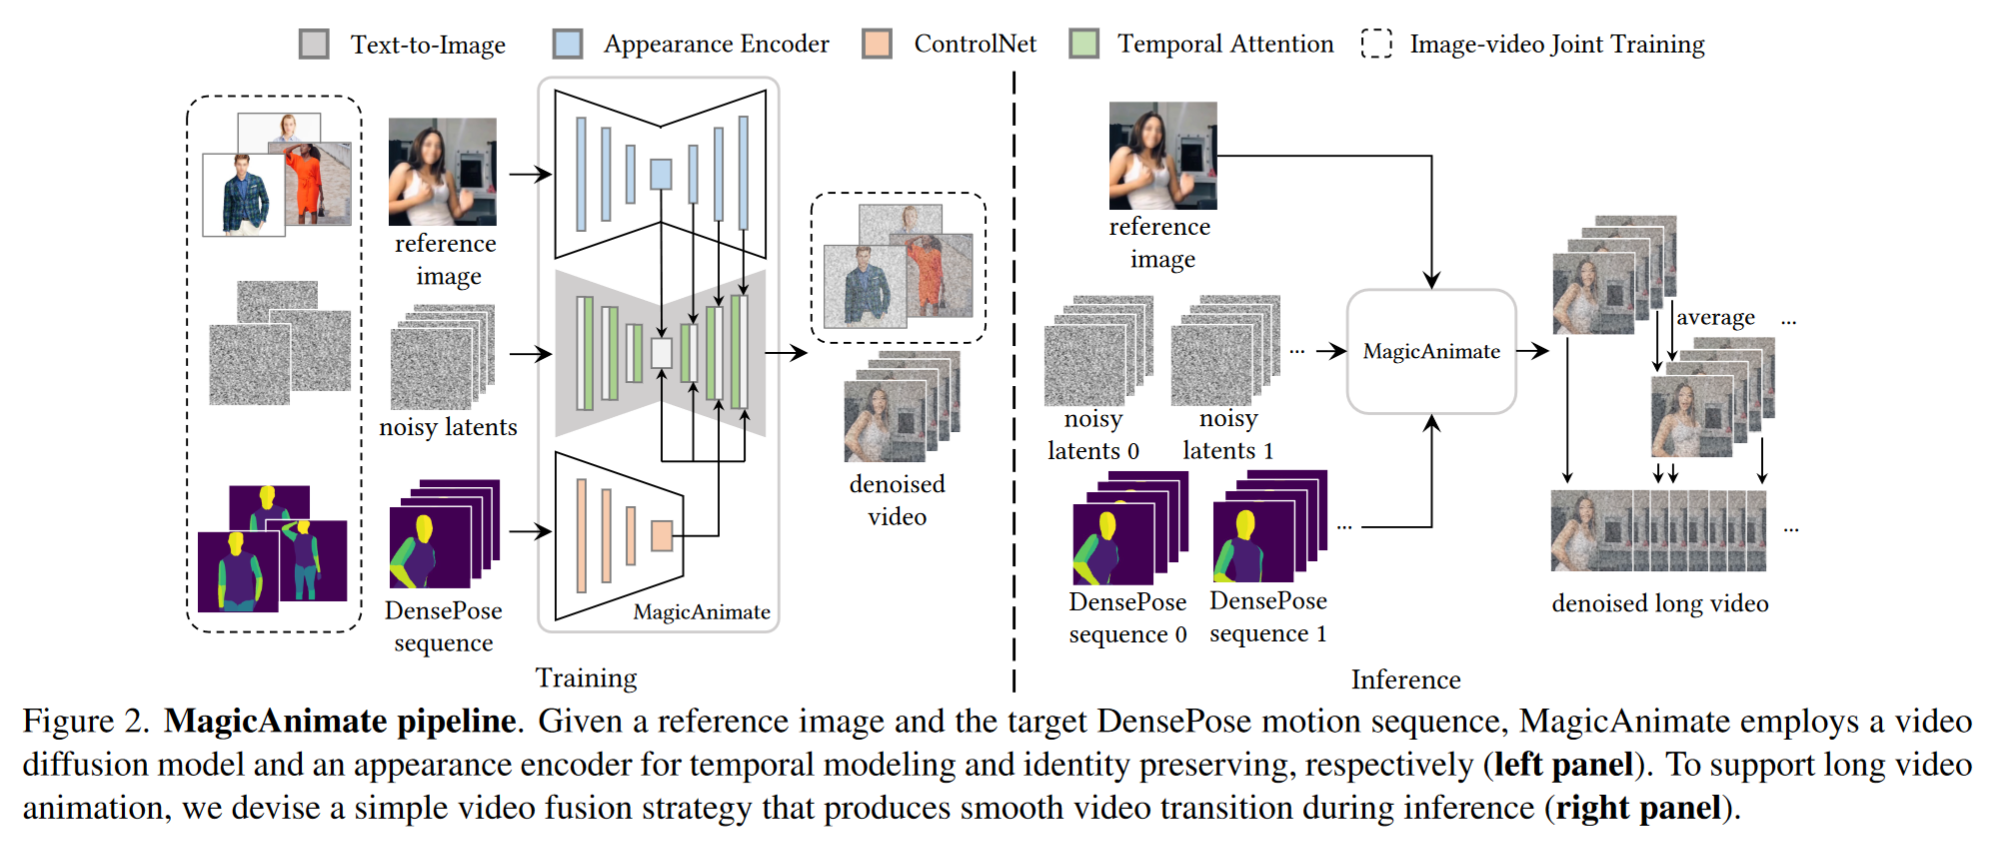 Text-to-Image
Appearance Encoder
ControlNet
Temporal Attention
Image-video Joint Training
reference
image
noisy latents
DensePose
sequence
MagicAnimate
denoised
video
Training
reference
image
noisy
latents 0
noisy
latents 1
...
DensePose
sequence 0
DensePose
sequence 1
...
MagicAnimate
average
...
...
denoised long video
Inference
Figure 2. MagicAnimate pipeline. Given a reference image and the target DensePose motion sequence, MagicAnimate employs a video
diffusion model and an appearance encoder for temporal modeling and identity preserving, respectively (left panel). To support long video
animation, we devise a simple video fusion strategy that produces smooth video transition during inference (right panel).